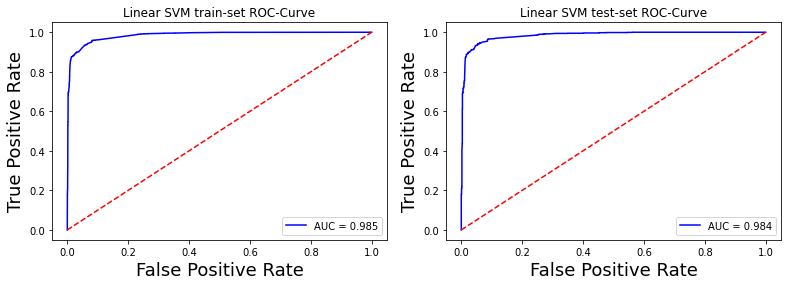 Linear SVM train-set ROC-Curve
True Positive Rate
1.0
0.8
0.6
0.4
0.2
0.0
AUC = 0.985
0.0 0.2 0.4 0.6 0.8 1.0
False Positive Rate
Linear SVM test-set ROC-Curve
True Positive Rate
1.0
0.8
0.6
0.4
0.2
0.0
AUC = 0.984
0.0 0.2 0.4 0.6 0.8 1.0
False Positive Rate